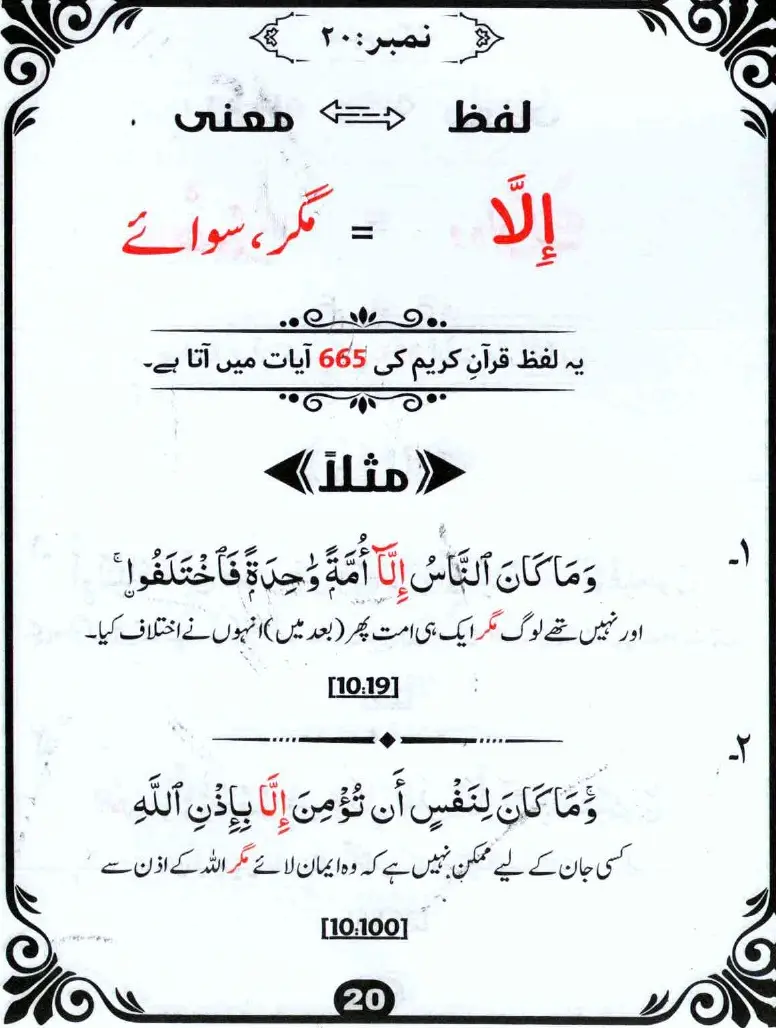 نمبر:۲۰
لفظ ⇔ معنی
إِلَّا = مگر، سوائے
یہ لفظ قرآنِ کریم کی 665 آیات میں آتا ہے۔
مثلاً
۱۔
وَمَا كَانَ ٱلنَّاسُ إِلَّآ أُمَّةٗ وَٰحِدَةٗ فَٱخْتَلَفُوا۟ ۚ
اور نہیں تھے لوگ مگر ایک ہی امت پھر (بعد میں) انہوں نے اختلاف کیا۔
[10:19]
۲۔
وَمَا كَانَ لِنَفْسٍ أَن تُؤْمِنَ إِلَّا بِإِذْنِ ٱللَّهِ
کسی جان کے لیے ممکن نہیں ہے کہ وہ ایمان لائے مگر اللہ کے اذن سے
[10:100]
20